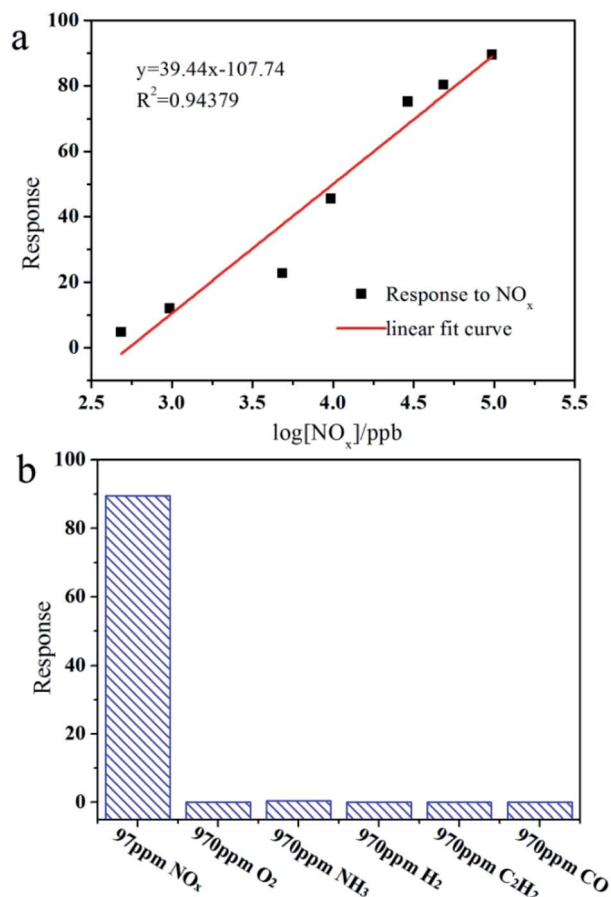 a
100
80
60
40
20
0
Response
y=39.44x-107.74
R²=0.94379
Response to NOₓ
linear fit curve
2.5 3.0 3.5 4.0 4.5 5.0 5.5
log[NOₓ]/ppb
b
100
80
60
40
20
0
Response
97ppm NOₓ
970ppm O₂
970ppm NH₃
970ppm H₂
970ppm C₂H₂
970ppm CO